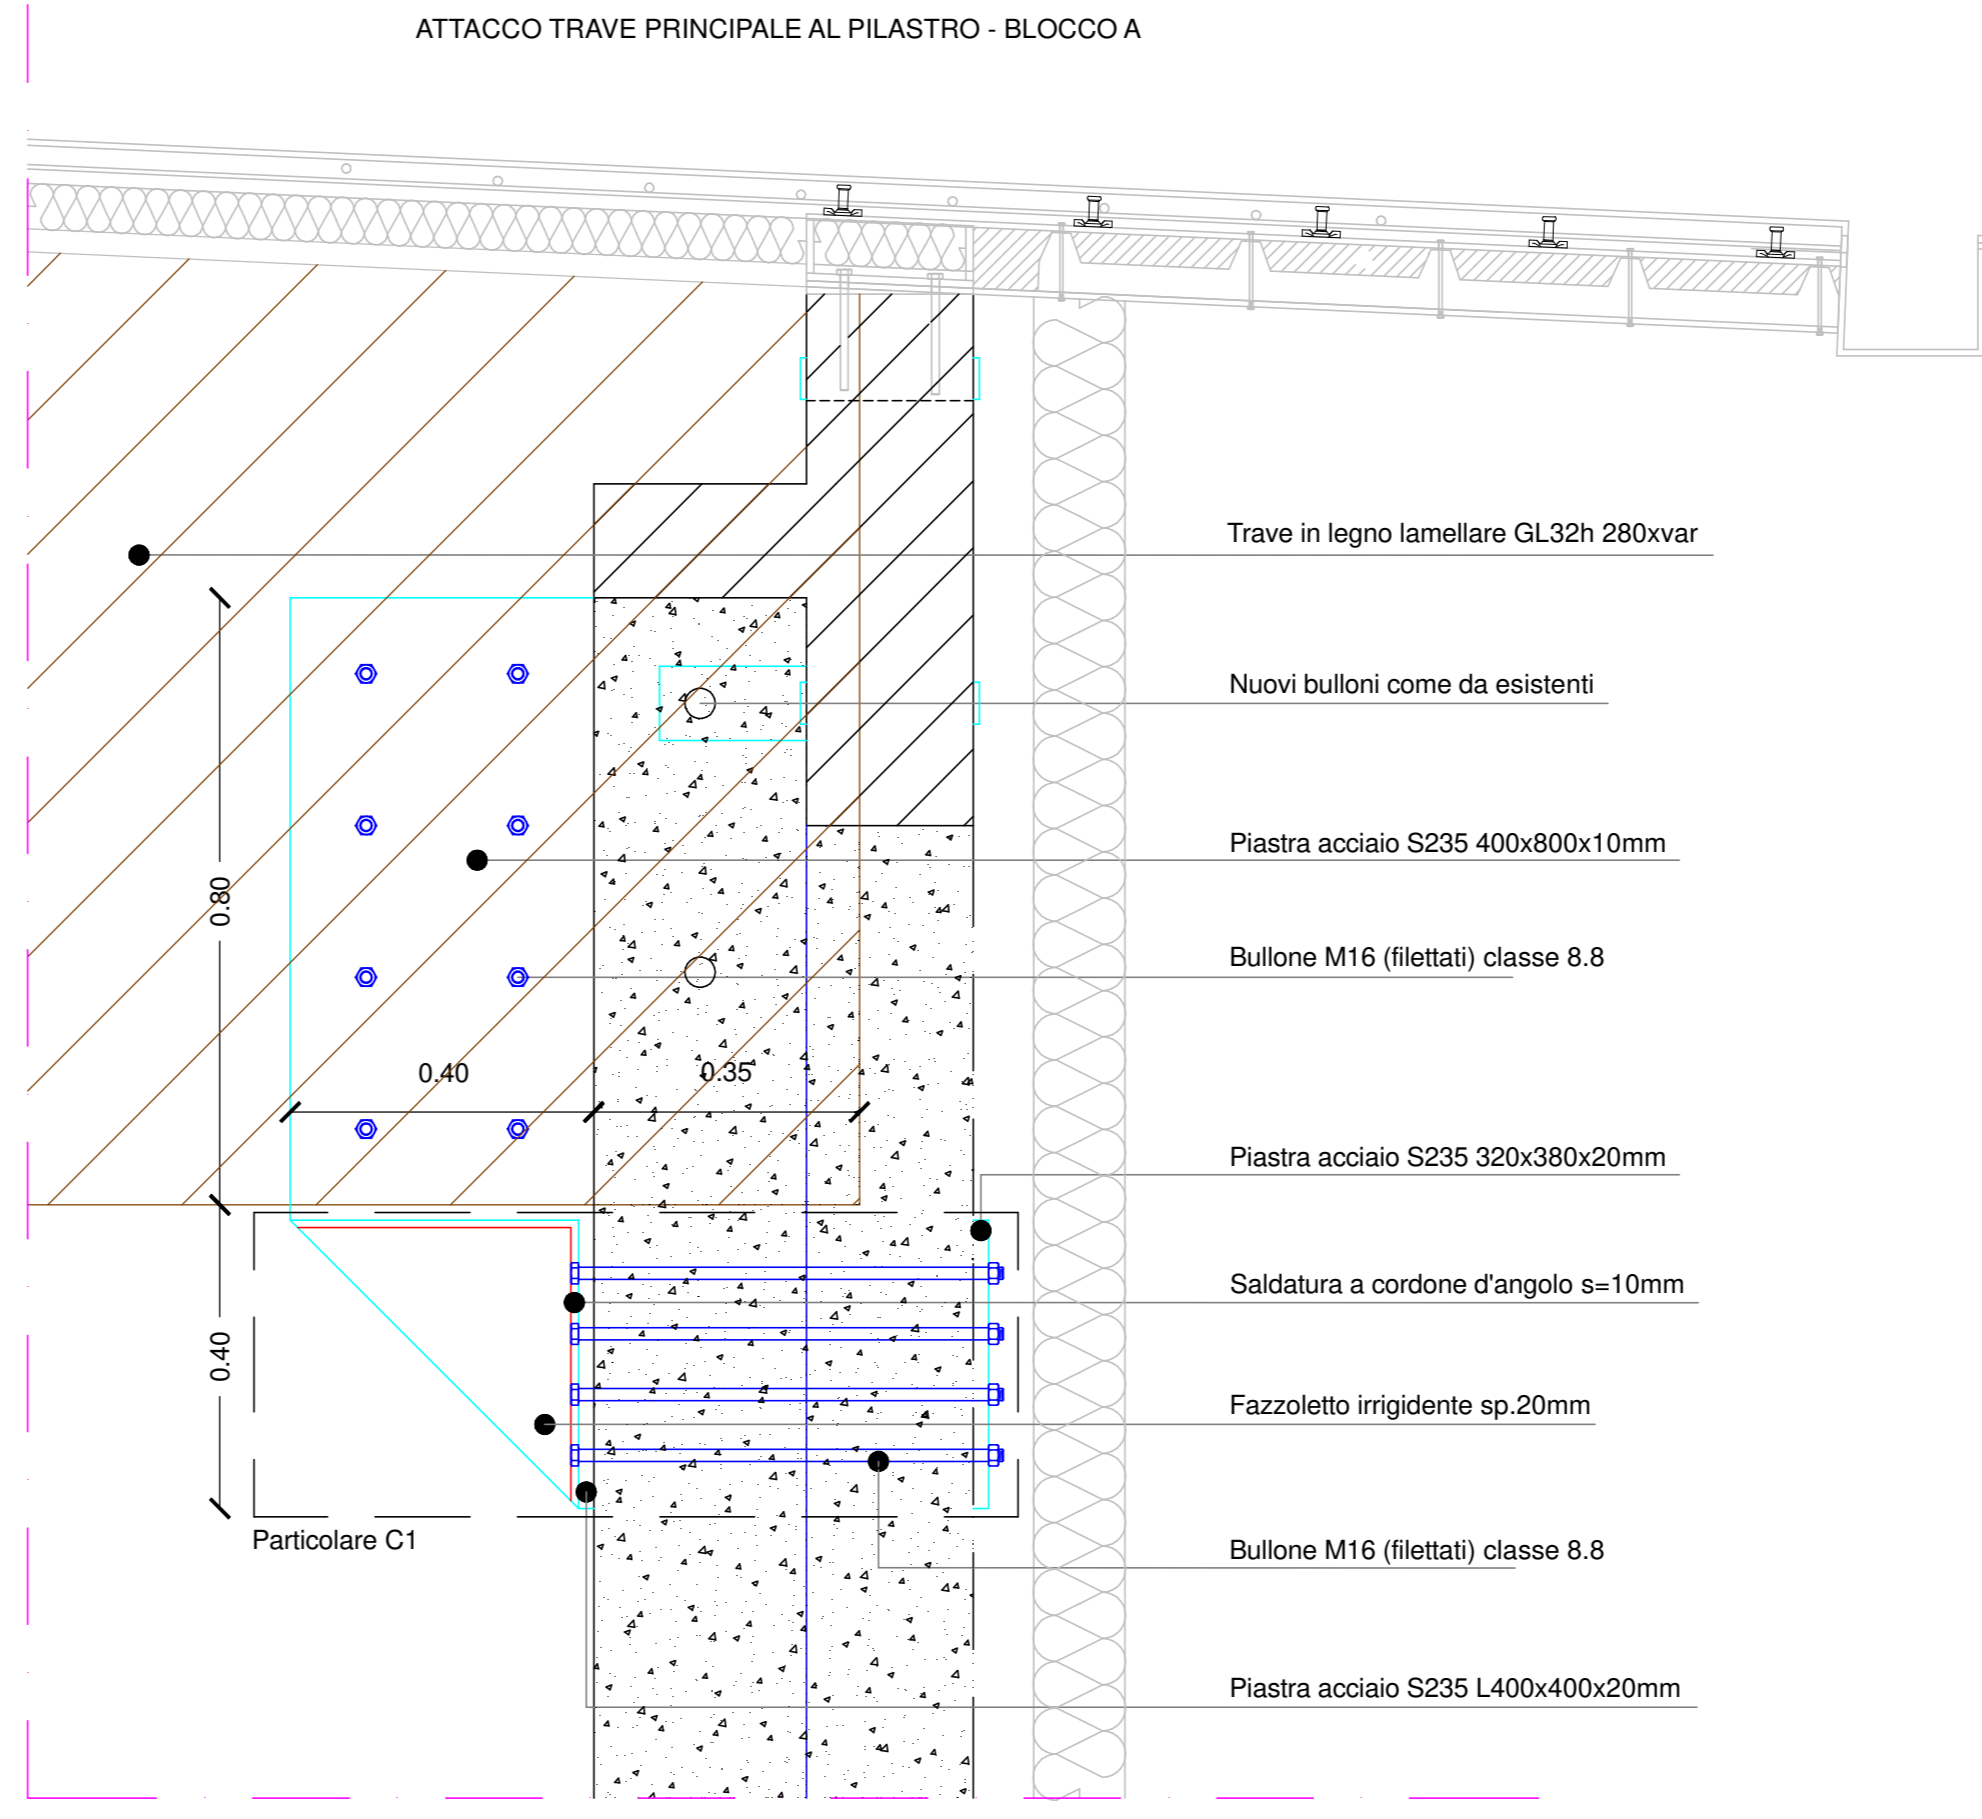 ATTACCO TRAVE PRINCIPALE AL PILASTRO - BLOCCO A
Trave in legno lamellare GL32h 280xvar
Nuovi bulloni come da esistenti
Piastra acciaio S235 400x800x10mm
0.80
Bullone M16 (filettati) classe 8.8
0.40
0.35
Piastra acciaio S235 320x380x20mm
Saldatura a cordone d'angolo s=10mm
0.40
Fazzoletto irrigidente sp.20mm
Particolare C1
Bullone M16 (filettati) classe 8.8
Piastra acciaio S235 L400x400x20mm